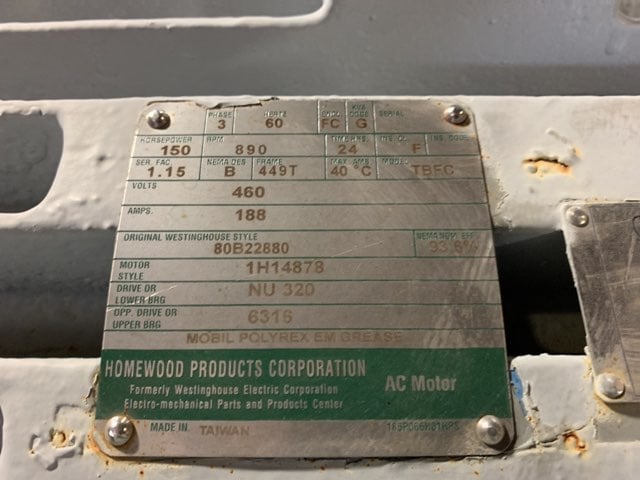 PHASE 3 HERTZ 60 FC KVA CODE G SERIAL
HORSEPOWER 150 RPM 890 TIME HRS. 24 INS. CL. F INS. CODE
SER. FAC. 1.15 NEMA DES B FRAME 449T MAX AMB 40 °C MODEL TBFC
VOLTS 460
AMPS. 188
ORIGINAL WESTINGHOUSE STYLE 80B22680 NEMA NOM. EFF. 93.6%
MOTOR STYLE 1H14878
DRIVE OR LOWER BRG NU 320
OPP. DRIVE OR UPPER BRG 6316
MOBIL POLYREX EM GREASE
HOMEWOOD PRODUCTS CORPORATION
Formerly Westinghouse Electric Corporation
Electro-mechanical Parts and Products Center
AC Motor
MADE IN TAIWAN